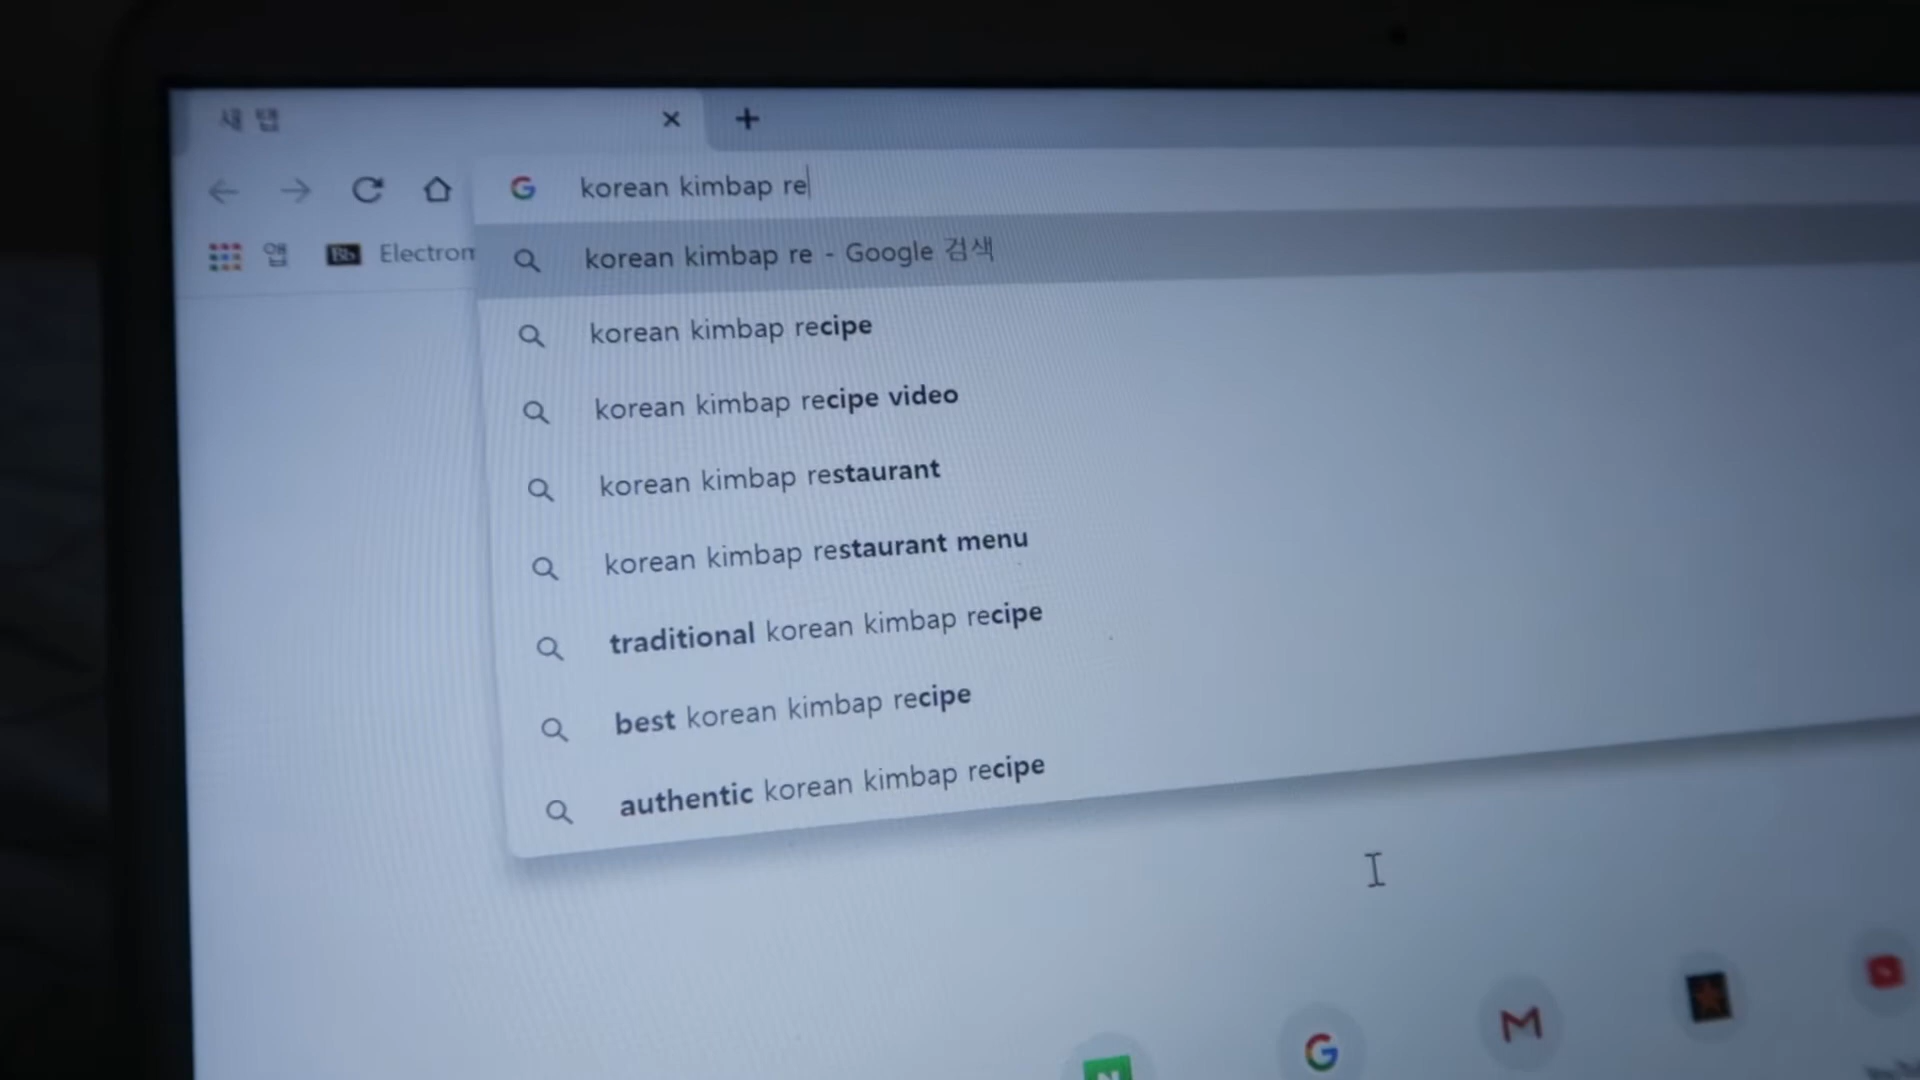 새 탭
korean kimbap re
앱 Bb Electron
korean kimbap re - Google 검색
korean kimbap recipe
korean kimbap recipe video
korean kimbap restaurant
korean kimbap restaurant menu
traditional korean kimbap recipe
best korean kimbap recipe
authentic korean kimbap recipe